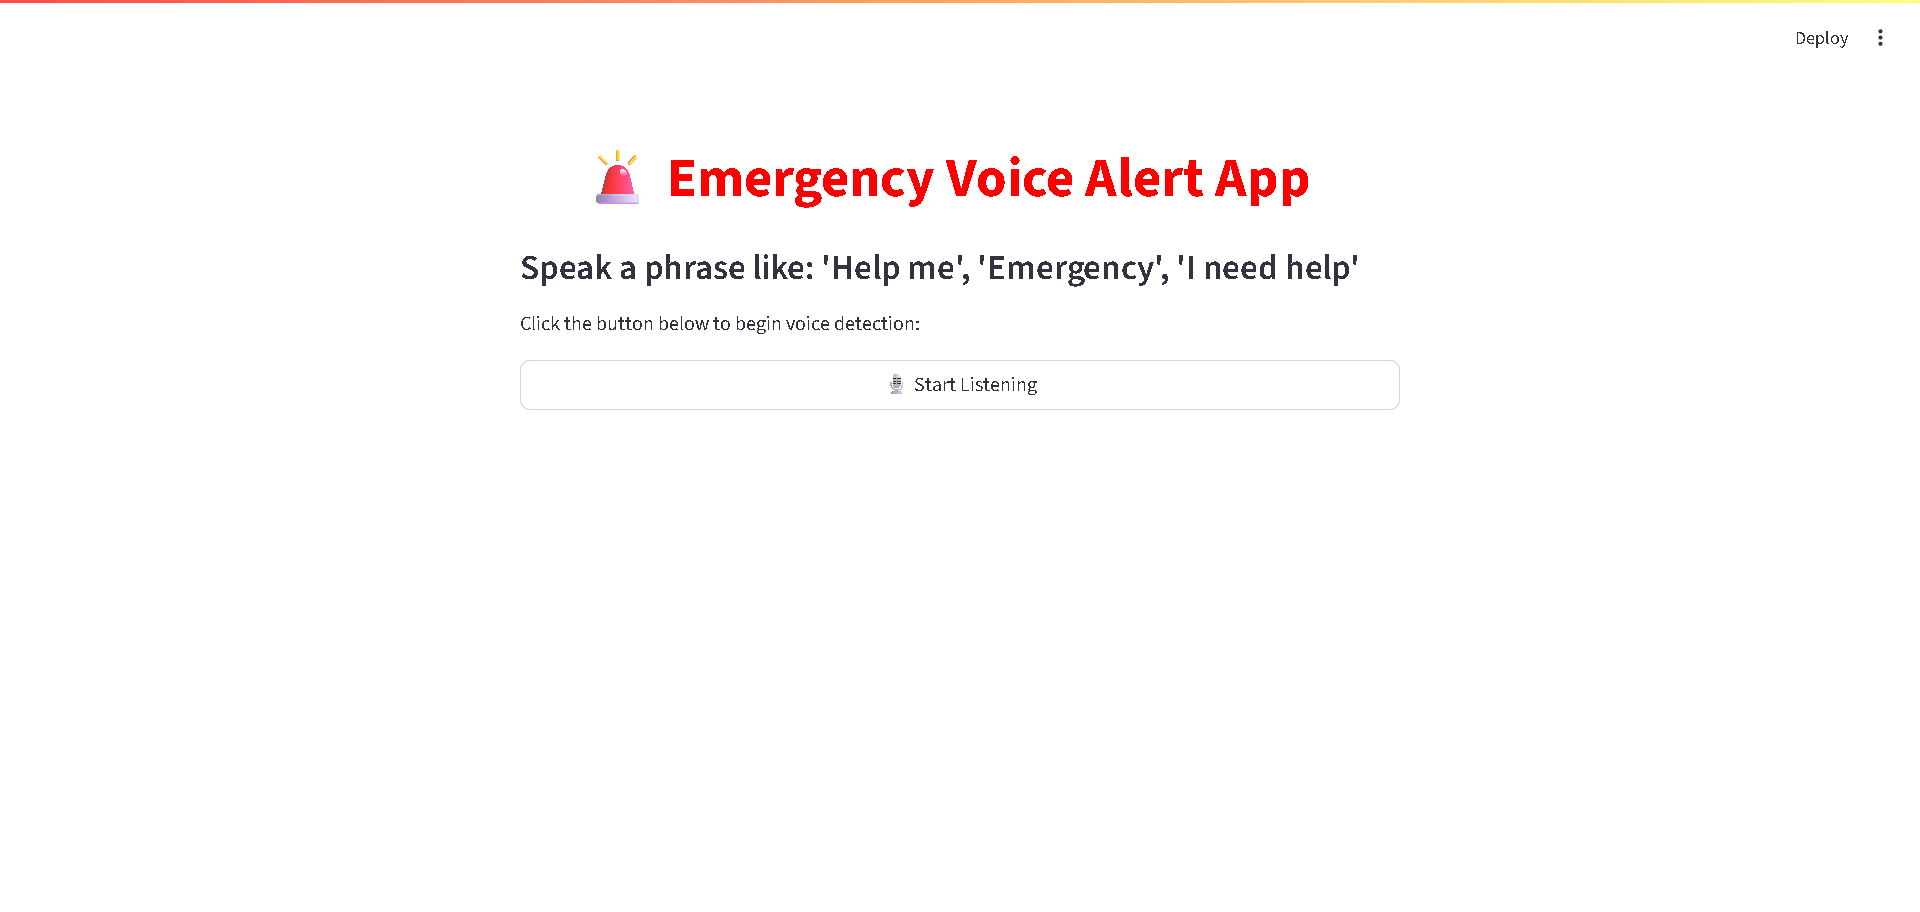 Deploy
Emergency Voice Alert App
Speak a phrase like: 'Help me', 'Emergency', 'I need help'
Click the button below to begin voice detection:
Start Listening